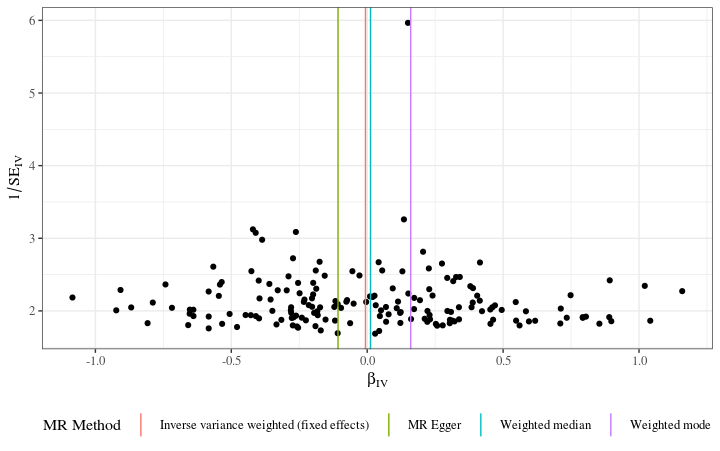 6
5
4
3
2
1/SE_IV
-1.0 -0.5 0.0 0.5 1.0
β_IV
MR Method Inverse variance weighted (fixed effects) MR Egger Weighted median Weighted mode